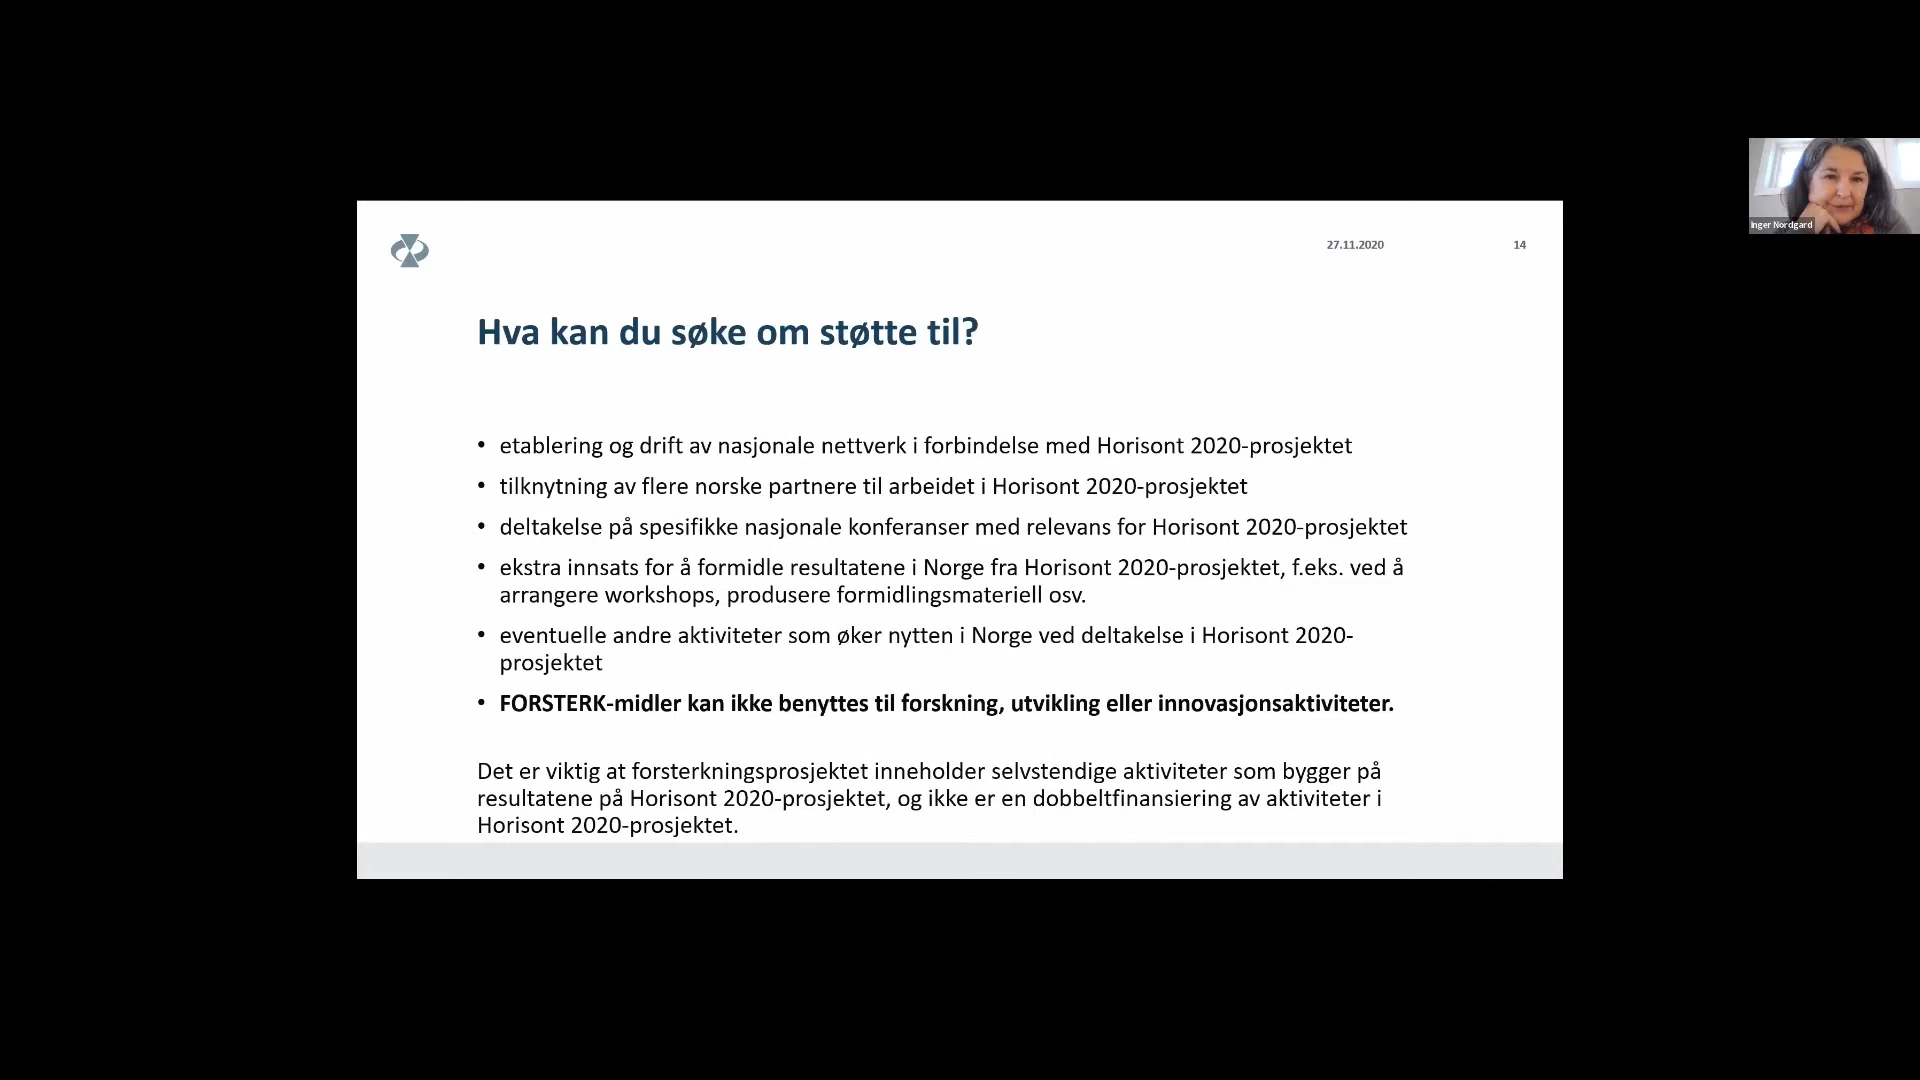 27.11.2020
14
Inger Nordgard
Hva kan du søke om støtte til?
• etablering og drift av nasjonale nettverk i forbindelse med Horisont 2020-prosjektet
• tilknytning av flere norske partnere til arbeidet i Horisont 2020-prosjektet
• deltakelse på spesifikke nasjonale konferanser med relevans for Horisont 2020-prosjektet
• ekstra innsats for å formidle resultatene i Norge fra Horisont 2020-prosjektet, f.eks. ved å
arrangere workshops, produsere formidlingsmateriell osv.
• eventuelle andre aktiviteter som øker nytten i Norge ved deltakelse i Horisont 2020-
prosjektet
• FORSTERK-midler kan ikke benyttes til forskning, utvikling eller innovasjonsaktiviteter.
Det er viktig at forsterkningsprosjektet inneholder selvstendige aktiviteter som bygger på
resultatene på Horisont 2020-prosjektet, og ikke er en dobbeltfinansiering av aktiviteter i
Horisont 2020-prosjektet.